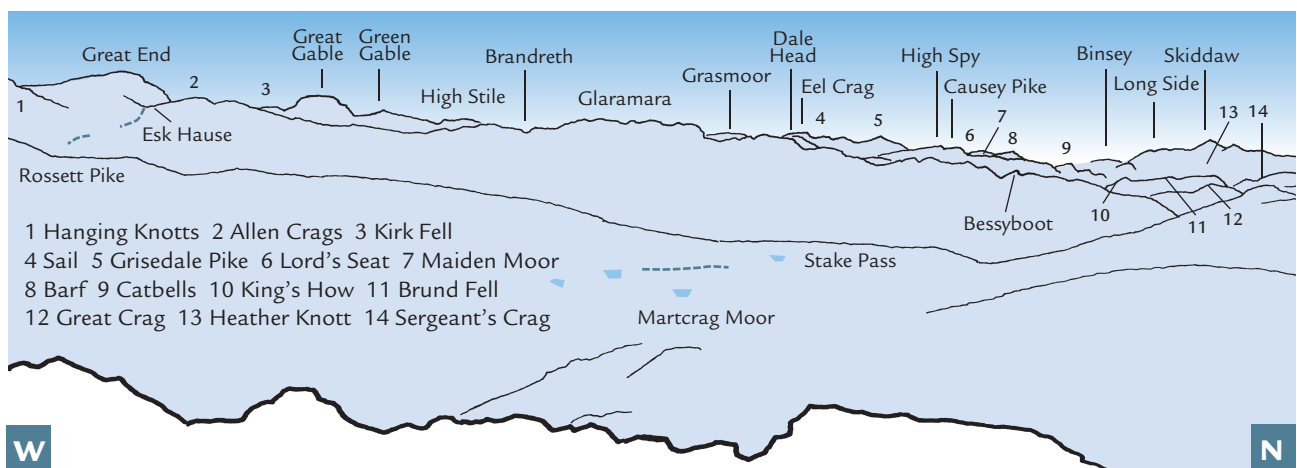 Great End
2
3
Great
Gable
Green
Gable
High Stile
Brandreth
Glaramara
Grasmoor
Dale
Head
Eel Crag
4
5
High Spy
Causey Pike
6
7
8
9
Binsey
Long Side
Skiddaw
13
14
1
Esk Hause
Rossett Pike
Bessyboot
10
11
12
Stake Pass
Martcrag Moor
1 Hanging Knotts 2 Allen Crags 3 Kirk Fell
4 Sail 5 Grisedale Pike 6 Lord's Seat 7 Maiden Moor
8 Barf 9 Catbells 10 King's How 11 Brund Fell
12 Great Crag 13 Heather Knott 14 Sergeant's Crag
W
N